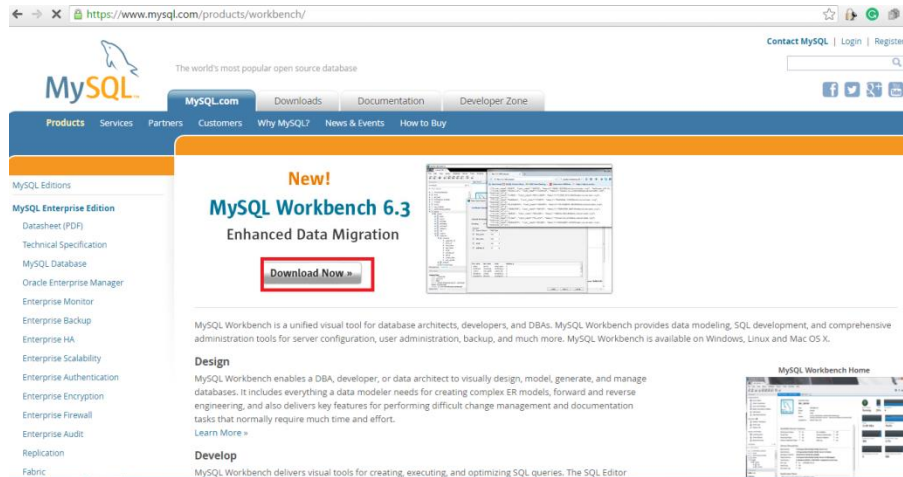 https://www.mysql.com/products/workbench/
Contact MySQL | Login | Register
MySQL
The world's most popular open source database
MySQL.com Downloads Documentation Developer Zone
Products Services Partners Customers Why MySQL? News & Events How to Buy
MySQL Editions
MySQL Enterprise Edition
Datasheet (PDF)
Technical Specification
MySQL Database
Oracle Enterprise Manager
Enterprise Monitor
Enterprise Backup
Enterprise HA
Enterprise Scalability
Enterprise Authentication
Enterprise Encryption
Enterprise Firewall
Enterprise Audit
Replication
Fabric
New!
MySQL Workbench 6.3
Enhanced Data Migration
Download Now »
MySQL Workbench is a unified visual tool for database architects, developers, and DBAs. MySQL Workbench provides data modeling, SQL development, and comprehensive
administration tools for server configuration, user administration, backup, and much more. MySQL Workbench is available on Windows, Linux and Mac OS X.
Design
MySQL Workbench enables a DBA, developer, or data architect to visually design, model, generate, and manage
databases. It includes everything a data modeler needs for creating complex ER models, forward and reverse
engineering, and also delivers key features for performing difficult change management and documentation
tasks that normally require much time and effort.
Learn More »
Develop
MySQL Workbench delivers visual tools for creating, executing, and optimizing SQL queries. The SQL Editor
MySQL Workbench Home